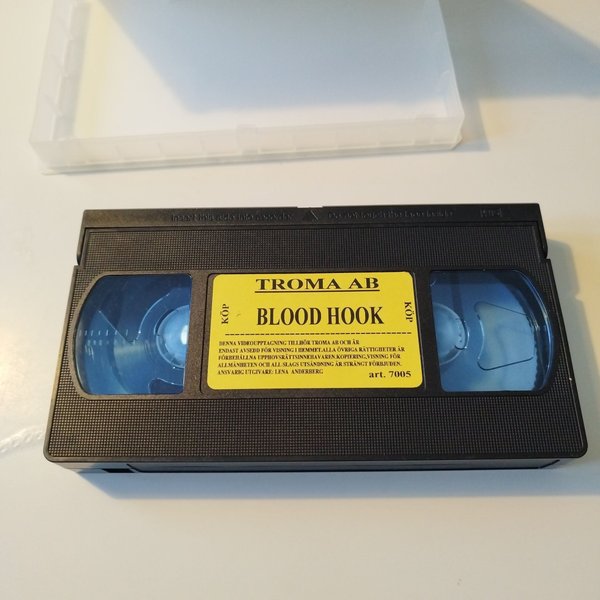 TROMA AB
KÖP
BLOOD HOOK
KÖP
DENNA VIDEOUPPTAGNING TILLHÖR TROMA AB OCH ÄR
ENDAST AVSEDD FÖR VISNING I HEMMET.ALLA ÖVRIGA RÄTTIGHETER ÄR
FÖRBEHÅLLNA UPPHOVSRÄTTSINNEHAVAREN.KOPIERING,VISNING FÖR
ALLMÄNHETEN OCH ALL SLAGS UTSÄNDNING ÄR STRÄNGT FÖRBJUDEN.
ANSVARIG UTGIVARE: LENA ANDERBERG
art. 7005